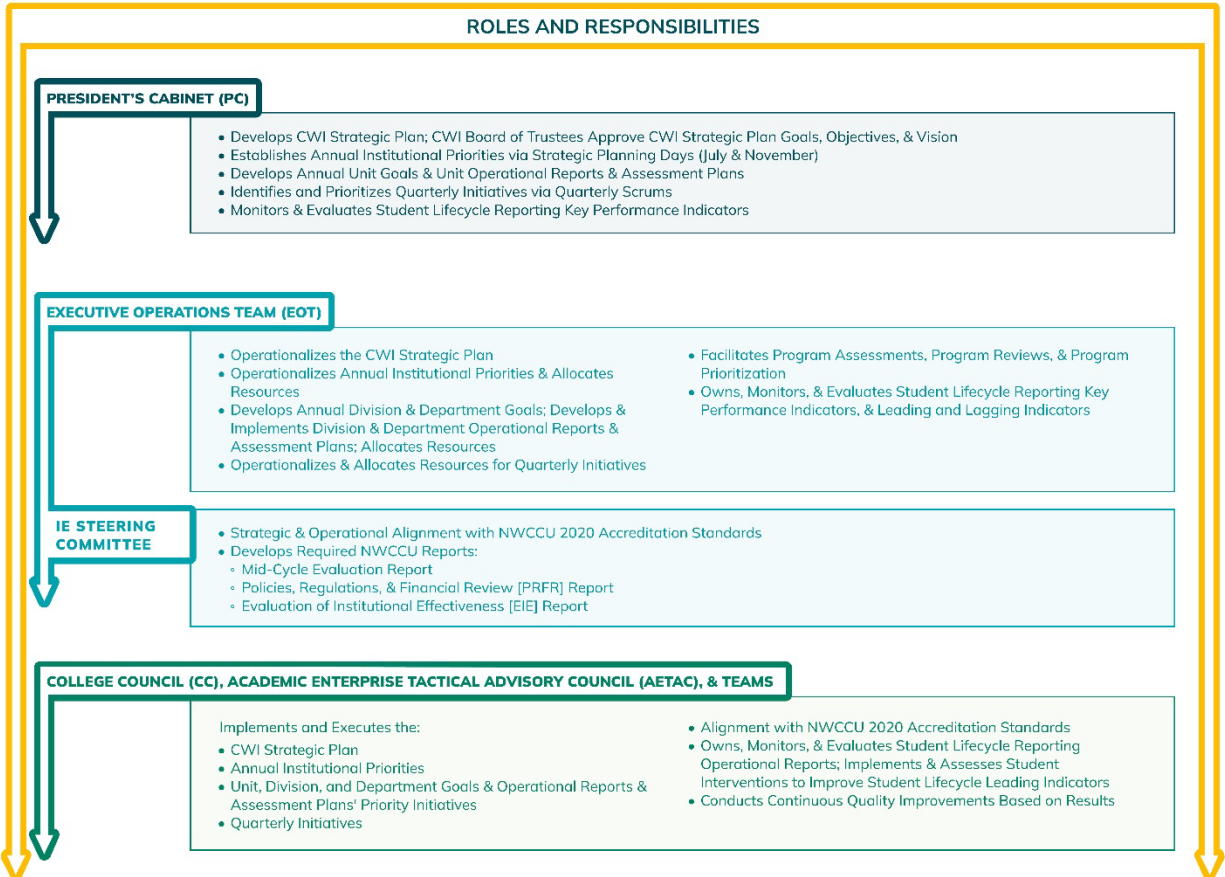 ROLES AND RESPONSIBILITIES
PRESIDENT'S CABINET (PC)
• Develops CWI Strategic Plan; CWI Board of Trustees Approve CWI Strategic Plan Goals, Objectives, & Vision
• Establishes Annual Institutional Priorities via Strategic Planning Days (July & November)
• Develops Annual Unit Goals & Unit Operational Reports & Assessment Plans
• Identifies and Prioritizes Quarterly Initiatives via Quarterly Scrums
• Monitors & Evaluates Student Lifecycle Reporting Key Performance Indicators
EXECUTIVE OPERATIONS TEAM (EOT)
• Operationalizes the CWI Strategic Plan
• Operationalizes Annual Institutional Priorities & Allocates
Resources
• Develops Annual Division & Department Goals; Develops &
Implements Division & Department Operational Reports &
Assessment Plans; Allocates Resources
• Operationalizes & Allocates Resources for Quarterly Initiatives
• Facilitates Program Assessments, Program Reviews, & Program
Prioritization
• Owns, Monitors, & Evaluates Student Lifecycle Reporting Key
Performance Indicators, & Leading and Lagging Indicators
IE STEERING
COMMITTEE
• Strategic & Operational Alignment with NWCCU 2020 Accreditation Standards
• Develops Required NWCCU Reports:
◦ Mid-Cycle Evaluation Report
◦ Policies, Regulations, & Financial Review [PRFR] Report
◦ Evaluation of Institutional Effectiveness [EIE] Report
COLLEGE COUNCIL (CC), ACADEMIC ENTERPRISE TACTICAL ADVISORY COUNCIL (AETAC), & TEAMS
Implements and Executes the:
• CWI Strategic Plan
• Annual Institutional Priorities
• Unit, Division, and Department Goals & Operational Reports &
Assessment Plans' Priority Initiatives
• Quarterly Initiatives
• Alignment with NWCCU 2020 Accreditation Standards
• Owns, Monitors, & Evaluates Student Lifecycle Reporting
Operational Reports; Implements & Assesses Student
Interventions to Improve Student Lifecycle Leading Indicators
• Conducts Continuous Quality Improvements Based on Results